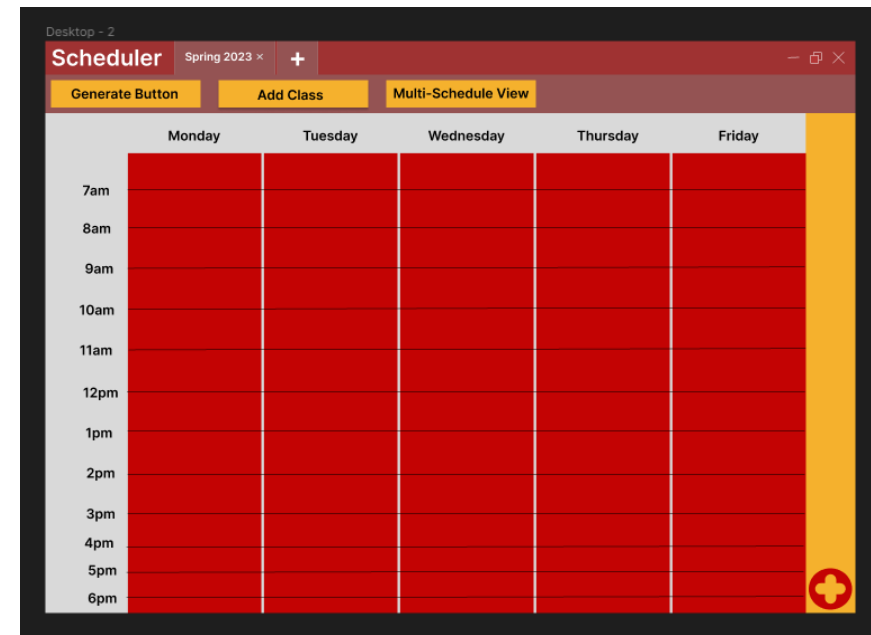 Desktop - 2
Scheduler Spring 2023 × +
Generate Button Add Class Multi-Schedule View
Monday Tuesday Wednesday Thursday Friday
7am
8am
9am
10am
11am
12pm
1pm
2pm
3pm
4pm
5pm
6pm